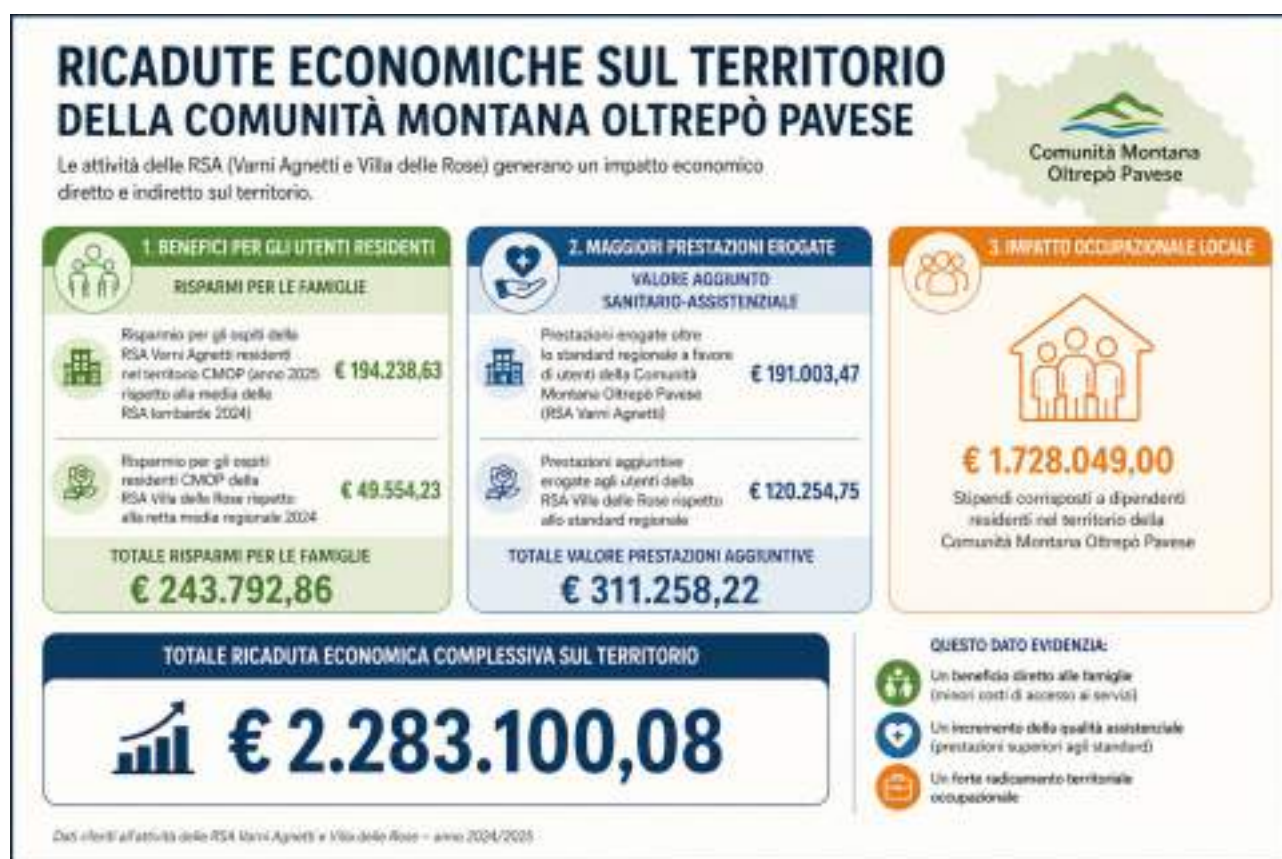 RICADUTE ECONOMICHE SUL TERRITORIO
DELLA COMUNITÀ MONTANA OLTREPÒ PAVESE
Le attività delle RSA (Varni Agnetti e Villa delle Rose) generano un impatto economico
diretto e indiretto sul territorio.
Comunità Montana
Oltrepò Pavese
1. BENEFICI PER GLI UTENTI RESIDENTI
RISPARMI PER LE FAMIGLIE
Risparmio per gli ospiti della
RSA Varni Agnetti residenti
nel territorio CMOP (anno 2025
rispetto alla media delle
RSA lombarde 2024)
€ 194.238,63
Risparmio per gli ospiti
residenti CMOP della
RSA Villa delle Rose rispetto
alla retta media regionale 2024
€ 49.554,23
TOTALE RISPARMI PER LE FAMIGLIE
€ 243.792,86
2. MAGGIORI PRESTAZIONI EROGATE
VALORE AGGIUNTO
SANITARIO-ASSISTENZIALE
Prestazioni erogate oltre
lo standard regionale a favore
di utenti della Comunità
Montana Oltrepò Pavese
(RSA Varni Agnetti)
€ 191.003,47
Prestazioni aggiuntive
erogate agli utenti della
RSA Villa delle Rose rispetto
allo standard regionale
€ 120.254,75
TOTALE VALORE PRESTAZIONI AGGIUNTIVE
€ 311.258,22
3. IMPATTO OCCUPAZIONALE LOCALE
€ 1.728.049,00
Stipendi corrisposti a dipendenti
residenti nel territorio della
Comunità Montana Oltrepò Pavese
TOTALE RICADUTA ECONOMICA COMPLESSIVA SUL TERRITORIO
€ 2.283.100,08
QUESTO DATO EVIDENZIA:
Un beneficio diretto alle famiglie
(minori costi di accesso ai servizi)
Un incremento della qualità assistenziale
(prestazioni superiori agli standard)
Un forte radicamento territoriale
occupazionale
Dati riferiti all'attività delle RSA Varni Agnetti e Villa delle Rose – anno 2024/2025